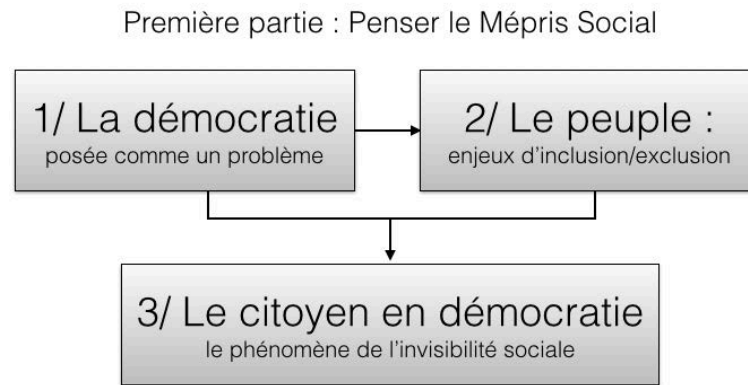 Première partie : Penser le Mépris Social
1/ La démocratie
posée comme un problème
2/ Le peuple :
enjeux d'inclusion/exclusion
3/ Le citoyen en démocratie
le phénomène de l'invisibilité sociale